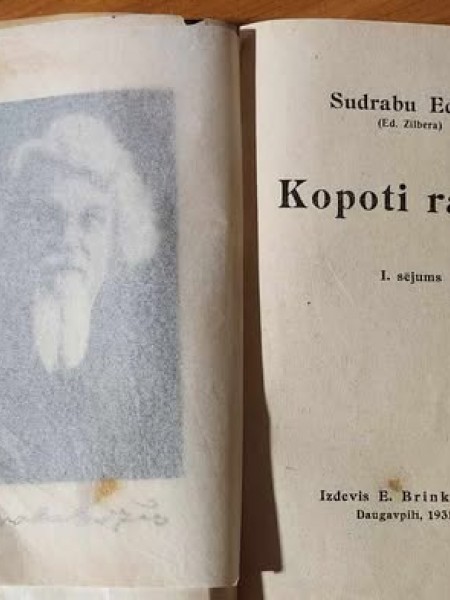 Sudrabu Ed
(Ed. Zilbera)
Kopoti ra
I. sējums
Izdevis E. Brink
Daugavpilī, 193